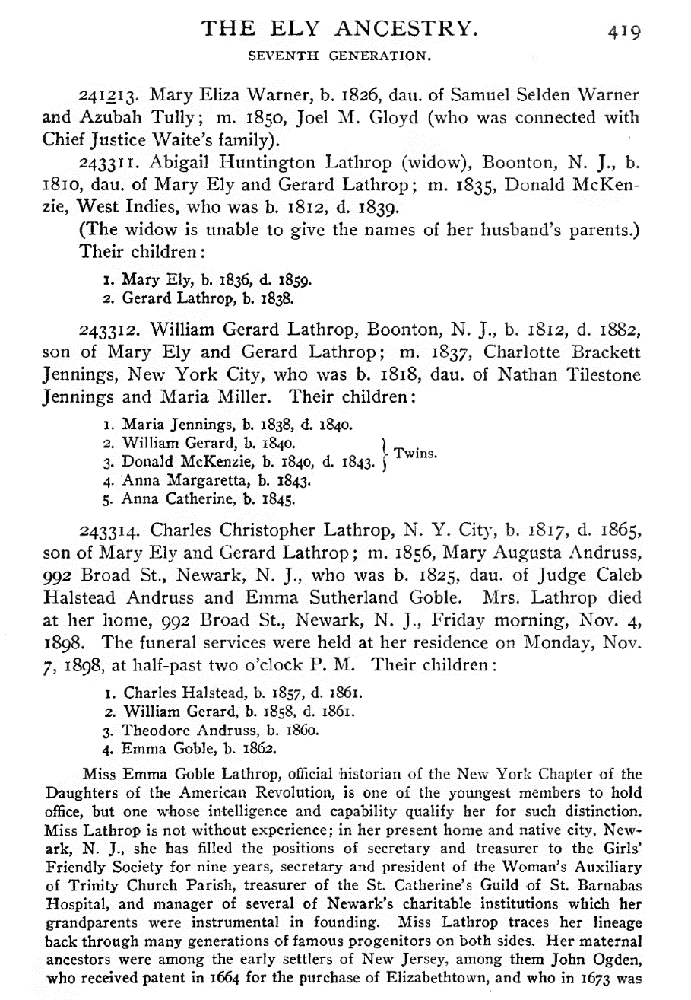 THE ELY ANCESTRY. 419
SEVENTH GENERATION.
241213. Mary Eliza Warner, b. 1826, dau. of Samuel Selden Warner
and Azubah Tully; m. 1850, Joel M. Gloyd (who was connected with
Chief Justice Waite's family).
243311. Abigail Huntington Lathrop (widow), Boonton, N. J., b.
1810, dau. of Mary Ely and Gerard Lathrop; m. 1835, Donald McKen-
zie, West Indies, who was b. 1812, d. 1839.
(The widow is unable to give the names of her husband's parents.)
Their children:
1. Mary Ely, b. 1836, d. 1859.
2. Gerard Lathrop, b. 1838.
243312. William Gerard Lathrop, Boonton, N. J., b. 1812, d. 1882,
son of Mary Ely and Gerard Lathrop; m. 1837, Charlotte Brackett
Jennings, New York City, who was b. 1818, dau. of Nathan Tilestone
Jennings and Maria Miller. Their children:
1. Maria Jennings, b. 1838, d. 1840.
2. William Gerard, b. 1840.
3. Donald McKenzie, b. 1840, d. 1843. } Twins.
4. Anna Margaretta, b. 1843.
5. Anna Catherine, b. 1845.
243314. Charles Christopher Lathrop, N. Y. City, b. 1817, d. 1865,
son of Mary Ely and Gerard Lathrop; m. 1856, Mary Augusta Andruss,
992 Broad St., Newark, N. J., who was b. 1825, dau. of Judge Caleb
Halstead Andruss and Emma Sutherland Goble. Mrs. Lathrop died
at her home, 992 Broad St., Newark, N. J., Friday morning, Nov. 4,
1898. The funeral services were held at her residence on Monday, Nov.
7, 1898, at half-past two o'clock P. M. Their children:
1. Charles Halstead, b. 1857, d. 1861.
2. William Gerard, b. 1858, d. 1861.
3. Theodore Andruss, b. 1860.
4. Emma Goble, b. 1862.
Miss Emma Goble Lathrop, official historian of the New York Chapter of the
Daughters of the American Revolution, is one of the youngest members to hold
office, but one whose intelligence and capability qualify her for such distinction.
Miss Lathrop is not without experience; in her present home and native city, New-
ark, N. J., she has filled the positions of secretary and treasurer to the Girls'
Friendly Society for nine years, secretary and president of the Woman's Auxiliary
of Trinity Church Parish, treasurer of the St. Catherine's Guild of St. Barnabas
Hospital, and manager of several of Newark's charitable institutions which her
grandparents were instrumental in founding. Miss Lathrop traces her lineage
back through many generations of famous progenitors on both sides. Her maternal
ancestors were among the early settlers of New Jersey, among them John Ogden,
who received patent in 1664 for the purchase of Elizabethtown, and who in 1673 was